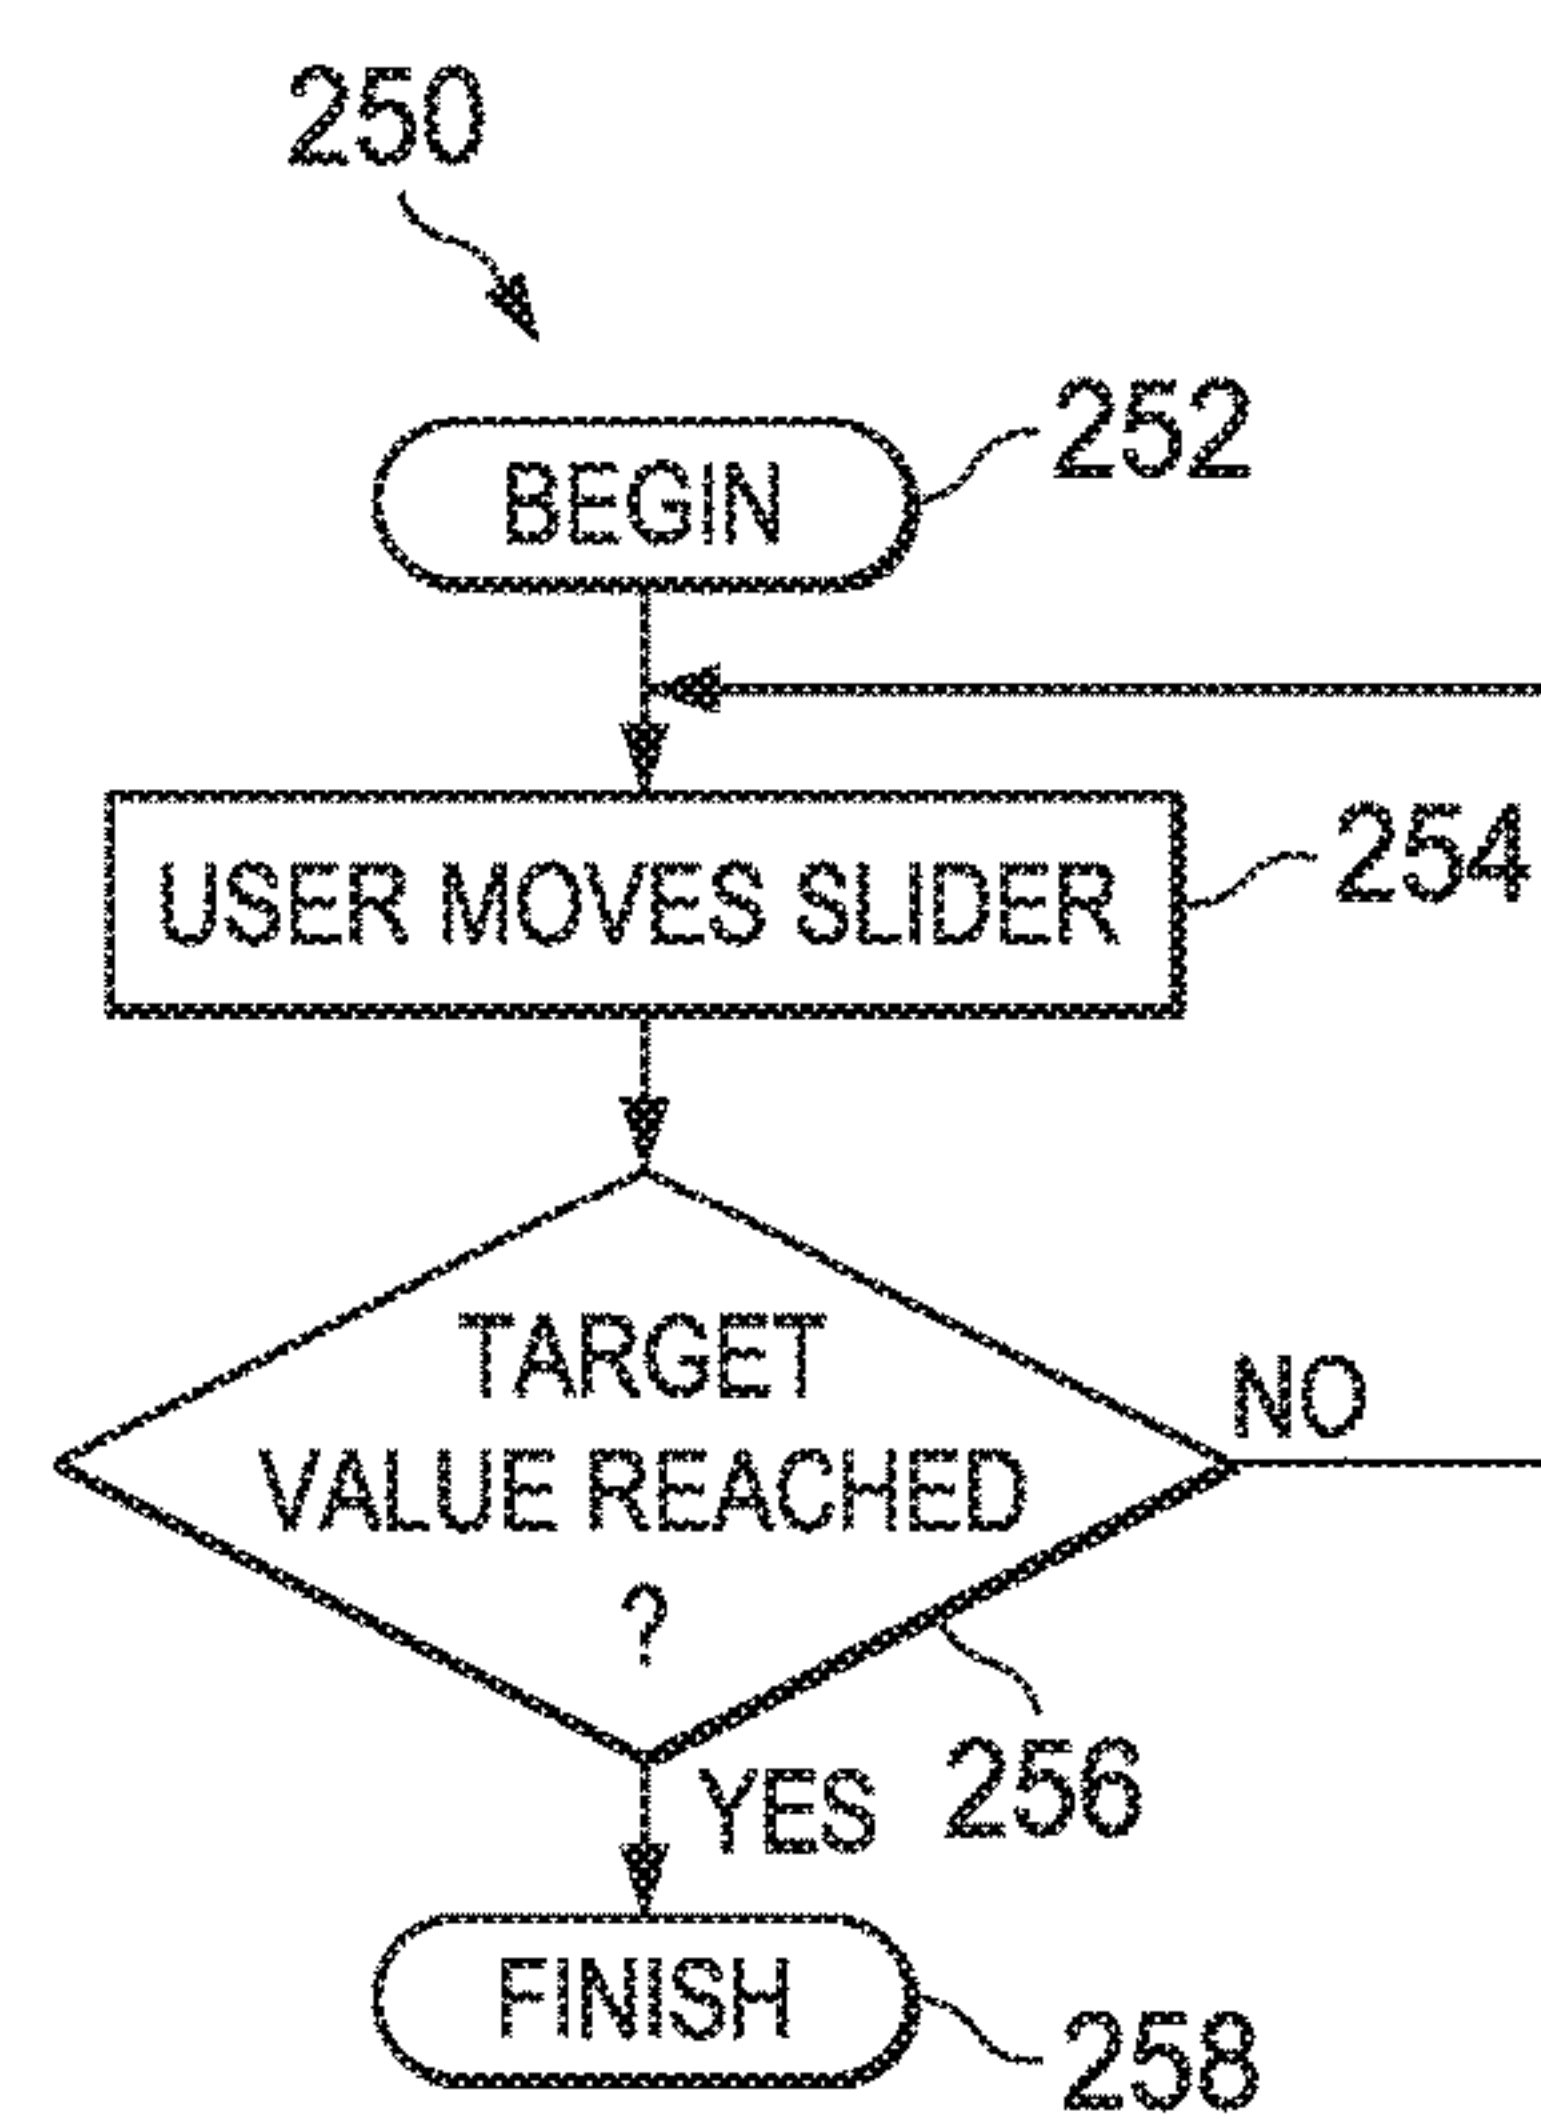 250
BEGIN
252
USER MOVES SLIDER
254
TARGET
VALUE REACHED
?
NO
YES
256
FINISH
258